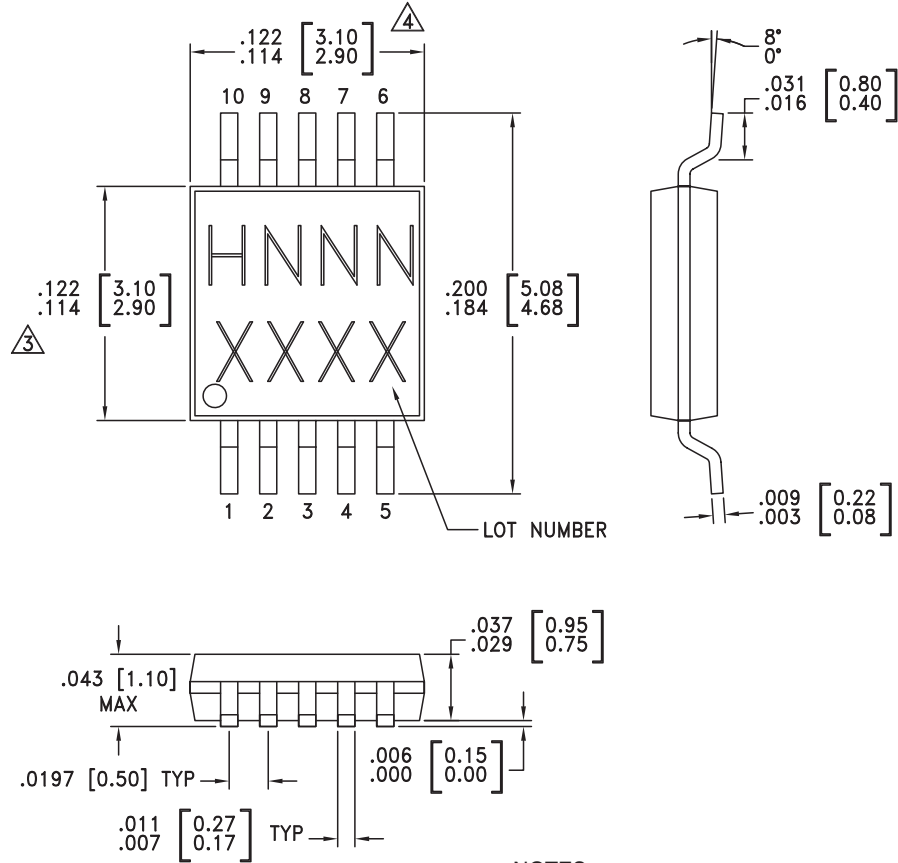 4
.122 [3.10]
.114 [2.90]
8°
0°
.031 [0.80]
.016 [0.40]
10 9 8 7 6
HNNN
.122 [3.10]
.114 [2.90]
.200 [5.08]
.184 [4.68]
3
XXXX
1 2 3 4 5
LOT NUMBER
.009 [0.22]
.003 [0.08]
.037 [0.95]
.029 [0.75]
.043 [1.10]
MAX
.006 [0.15]
.000 [0.00]
.0197 [0.50] TYP
.011 [0.27]
.007 [0.17]
TYP